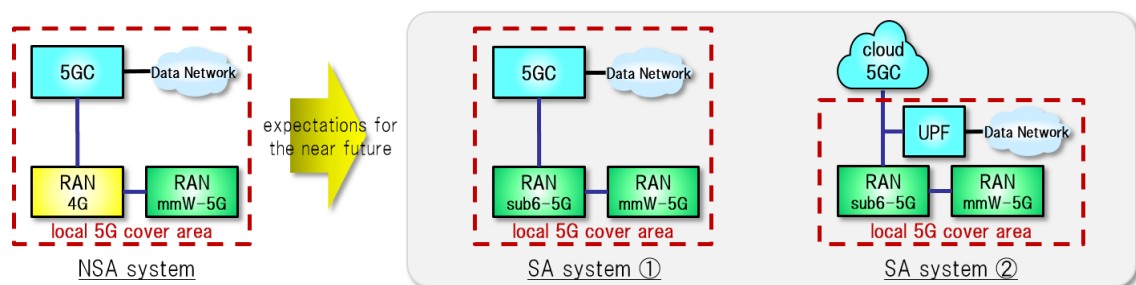 5GC
Data Network
RAN
4G
RAN
mmW-5G
local 5G cover area
NSA system
expectations for
the near future
5GC
Data Network
RAN
sub6-5G
RAN
mmW-5G
local 5G cover area
SA system ①
cloud
5GC
UPF
Data Network
RAN
sub6-5G
RAN
mmW-5G
local 5G cover area
SA system ②